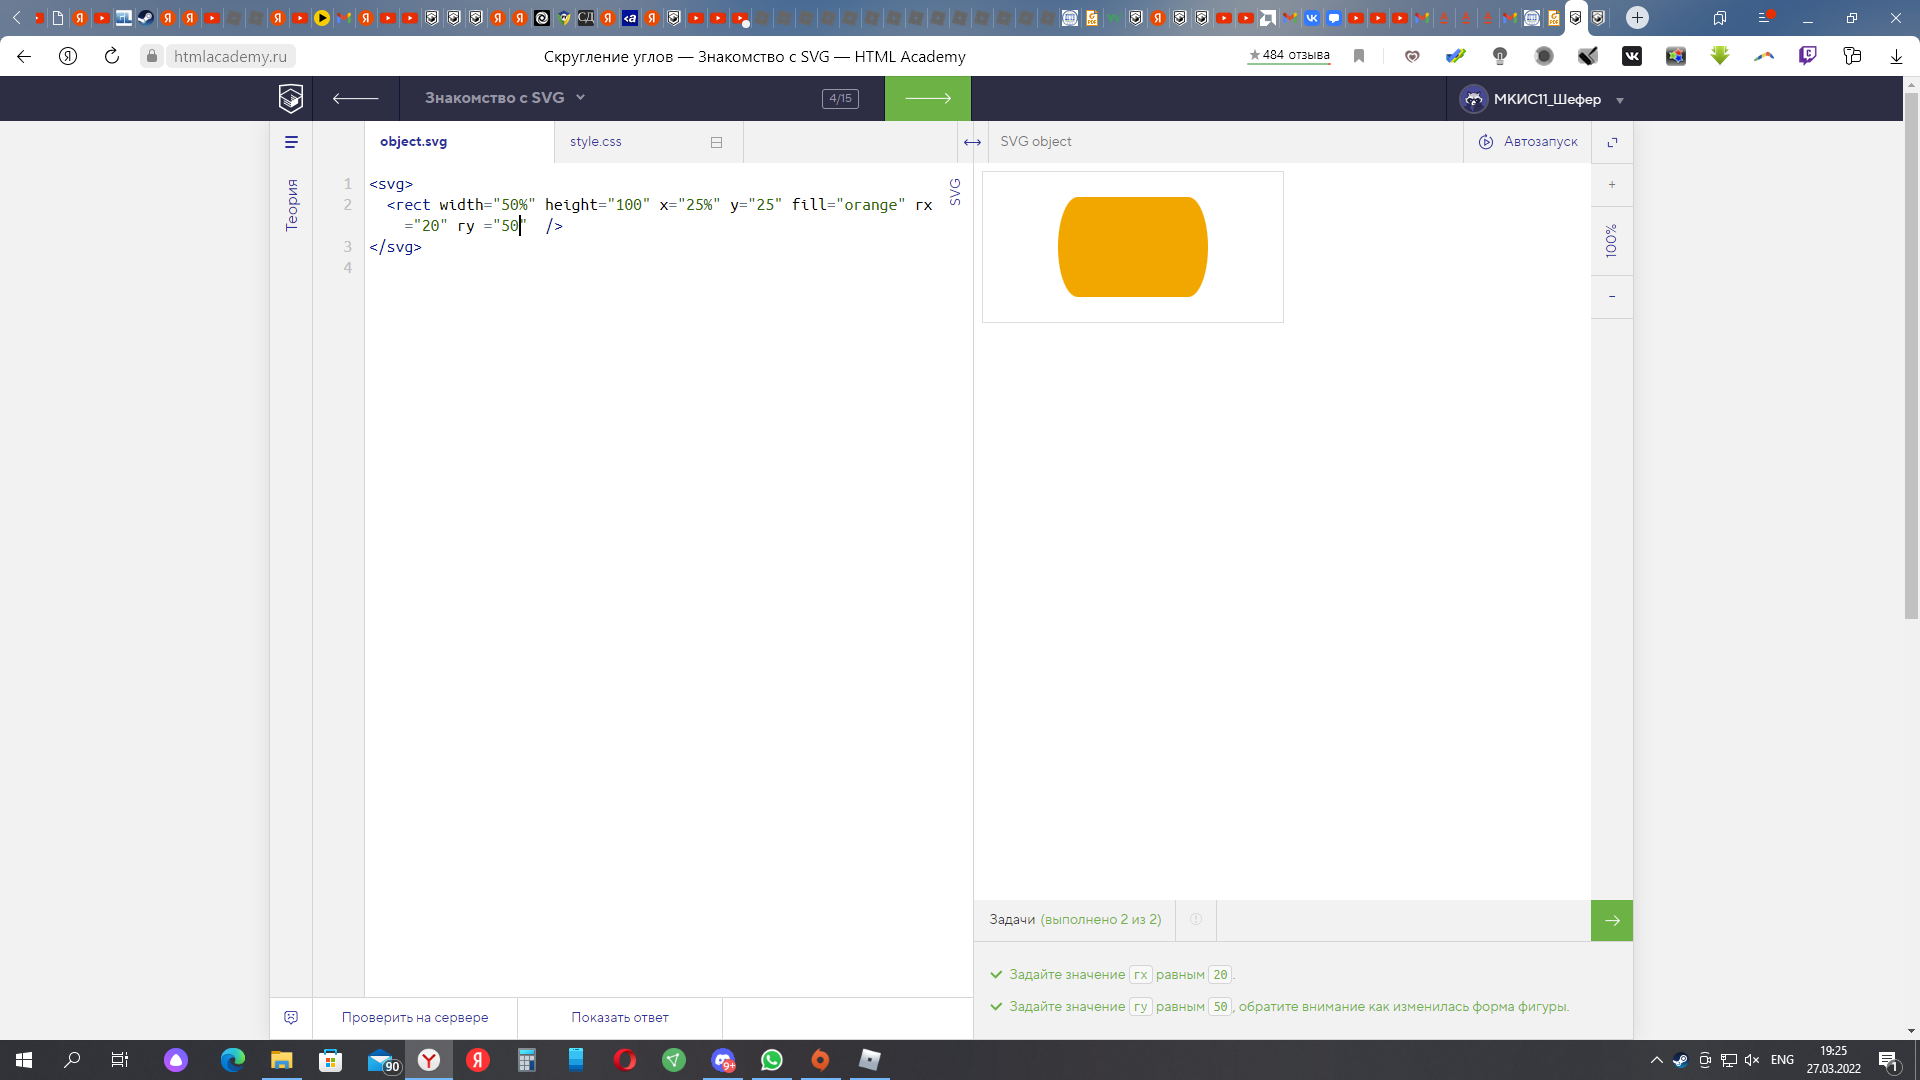 htmlacademy.ru
Скругление углов — Знакомство с SVG — HTML Academy
★ 484 отзыва
Знакомство с SVG
4/15
МКИС11_Шефер
object.svg
style.css
SVG object
Автозапуск
Теория
SVG
100%
1 <svg>
2 <rect width="50%" height="100" x="25%" y="25" fill="orange" rx
="20" ry ="50" />
3 </svg>
4
Задачи (выполнено 2 из 2)
Задайте значение rx равным 20.
Задайте значение ry равным 50, обратите внимание как изменилась форма фигуры.
Проверить на сервере
Показать ответ
90
9+
ENG
19:25
27.03.2022
1